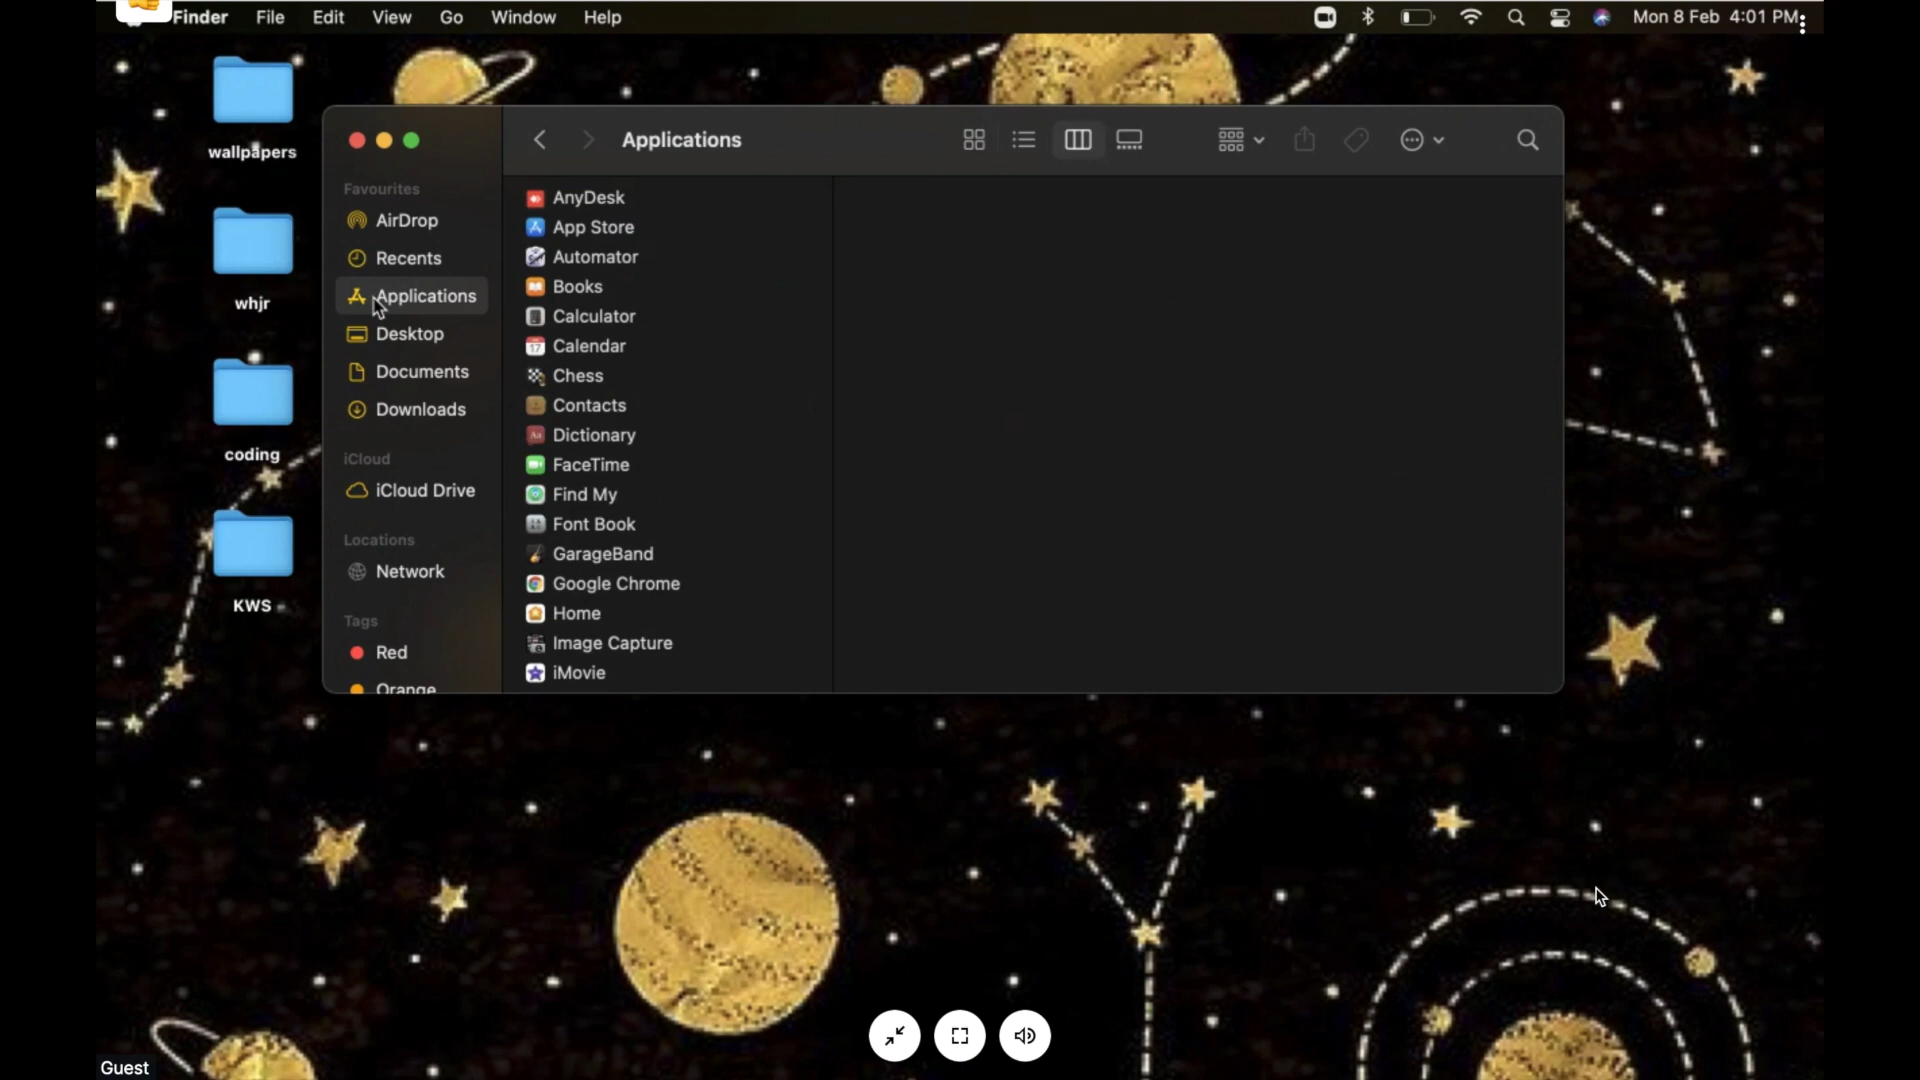 Finder File Edit View Go Window Help Mon 8 Feb 4:01 PM
wallpapers
whjr
coding
KWS
Applications
Favourites
AirDrop
Recents
Applications
Desktop
Documents
Downloads
iCloud
iCloud Drive
Locations
Network
Tags
Red
Orange
AnyDesk
App Store
Automator
Books
Calculator
Calendar
Chess
Contacts
Dictionary
FaceTime
Find My
Font Book
GarageBand
Google Chrome
Home
Image Capture
iMovie
Guest